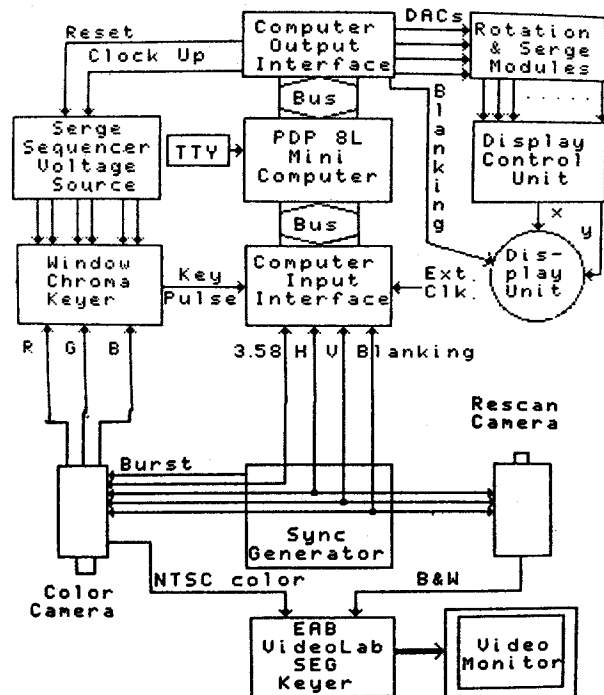 DACs
Reset
Computer
Output
Interface
Rotation
& Serge
Modules
Clock Up
Bus
Blanking
.....
Serge
Sequencer
Voltage
Source
TTY
PDP 8L
Mini
Computer
Display
Control
Unit
Bus
x
y
Window
Chroma
Keyer
Key
Pulse
Computer
Input
Interface
Ext.
Clk.
Dis-
play
Unit
R G B
3.58 H V Blanking
Rescan
Camera
Burst
Sync
Generator
Color
Camera
NTSC color
B&W
EAB
VideoLab
SEG
Keyer
Video
Monitor